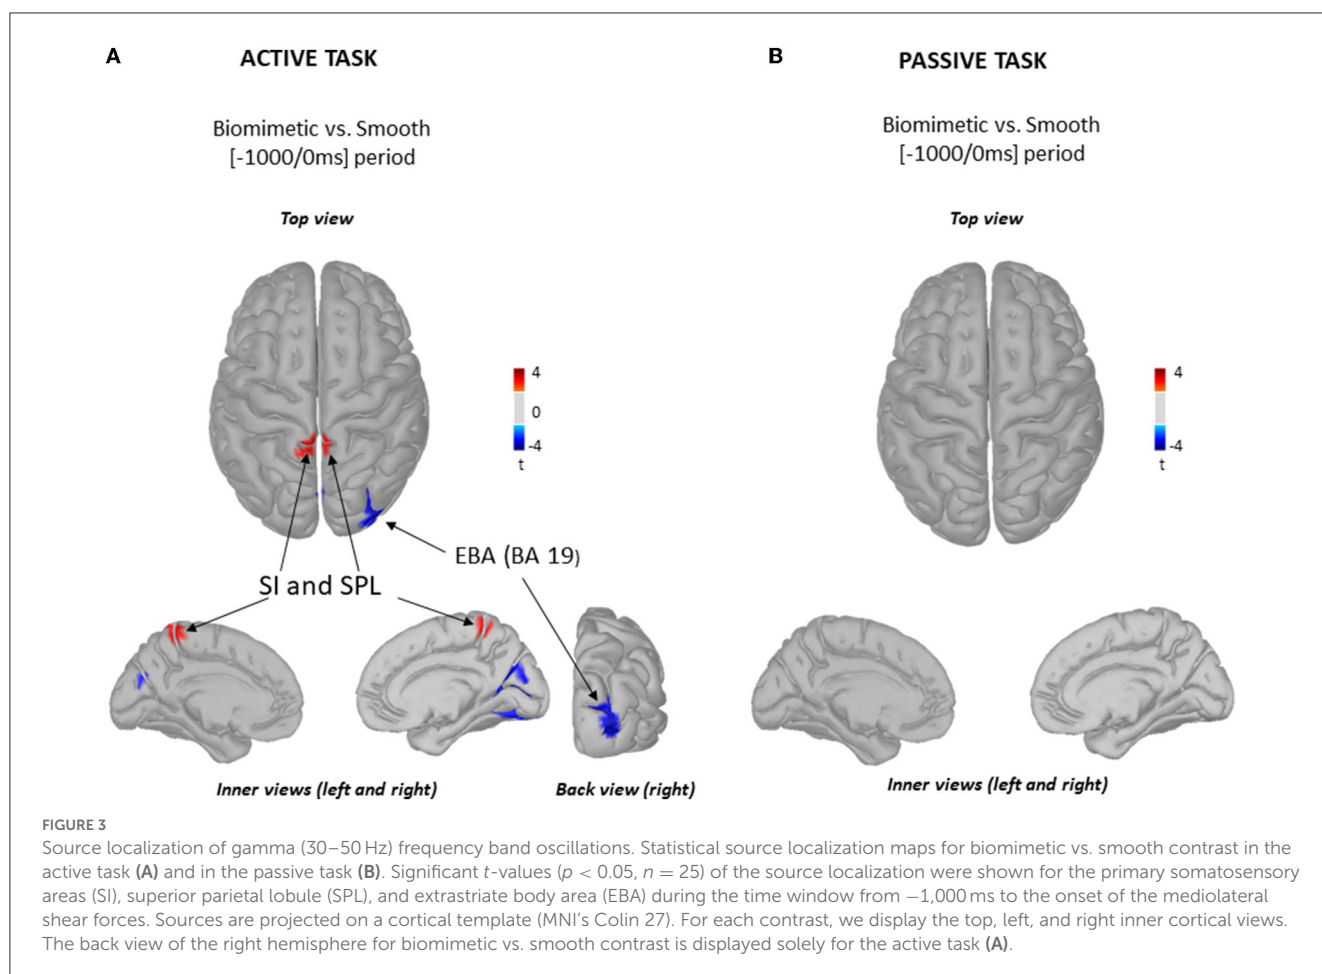 A
ACTIVE TASK
Biomimetic vs. Smooth
[-1000/0ms] period
Top view
4
0
-4
t
EBA (BA 19)
SI and SPL
Inner views (left and right)
Back view (right)
B
PASSIVE TASK
Biomimetic vs. Smooth
[-1000/0ms] period
Top view
4
-4
t
Inner views (left and right)
FIGURE 3
Source localization of gamma (30–50 Hz) frequency band oscillations. Statistical source localization maps for biomimetic vs. smooth contrast in the
active task (A) and in the passive task (B). Significant t-values (p < 0.05, n = 25) of the source localization were shown for the primary somatosensory
areas (SI), superior parietal lobule (SPL), and extrastriate body area (EBA) during the time window from −1,000 ms to the onset of the mediolateral
shear forces. Sources are projected on a cortical template (MNI's Colin 27). For each contrast, we display the top, left, and right inner cortical views.
The back view of the right hemisphere for biomimetic vs. smooth contrast is displayed solely for the active task (A).